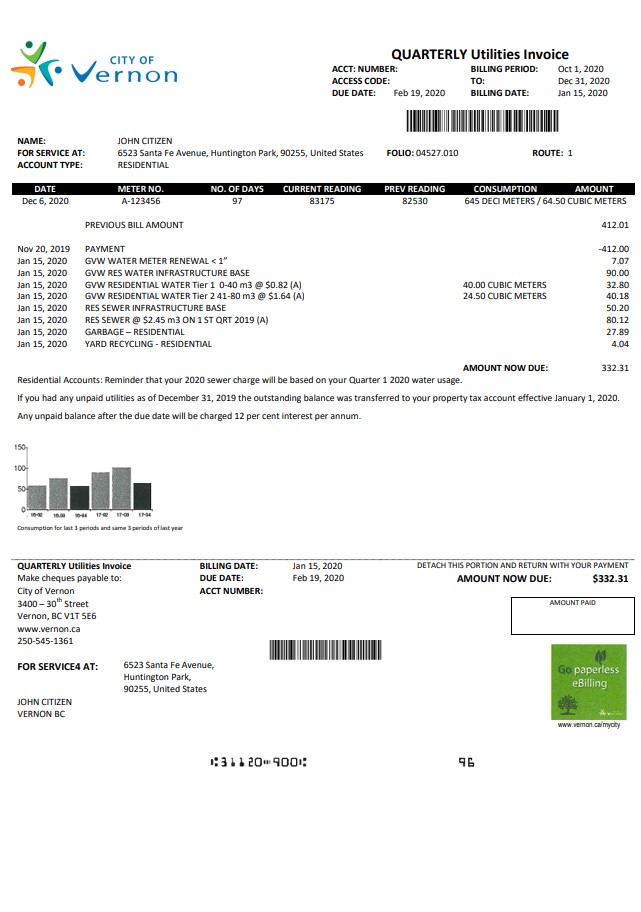 CITY OF
Vernon
QUARTERLY Utilities Invoice
ACCT: NUMBER: BILLING PERIOD: Oct 1, 2020
ACCESS CODE: TO: Dec 31, 2020
DUE DATE: Feb 19, 2020 BILLING DATE: Jan 15, 2020
NAME: JOHN CITIZEN
FOR SERVICE AT: 6523 Santa Fe Avenue, Huntington Park, 90255, United States FOLIO: 04527.010 ROUTE: 1
ACCOUNT TYPE: RESIDENTIAL
DATE METER NO. NO. OF DAYS CURRENT READING PREV READING CONSUMPTION AMOUNT
Dec 6, 2020 A-123456 97 83175 82530 645 DECI METERS / 64.50 CUBIC METERS
PREVIOUS BILL AMOUNT 412.01
Nov 20, 2019 PAYMENT -412.00
Jan 15, 2020 GVW WATER METER RENEWAL < 1” 7.07
Jan 15, 2020 GVW RES WATER INFRASTRUCTURE BASE 90.00
Jan 15, 2020 GVW RESIDENTIAL WATER Tier 1 0-40 m3 @ $0.82 (A) 40.00 CUBIC METERS 32.80
Jan 15, 2020 GVW RESIDENTIAL WATER Tier 2 41-80 m3 @ $1.64 (A) 24.50 CUBIC METERS 40.18
Jan 15, 2020 RES SEWER INFRASTRUCTURE BASE 50.20
Jan 15, 2020 RES SEWER @ $2.45 m3 ON 1 ST QRT 2019 (A) 80.12
Jan 15, 2020 GARBAGE – RESIDENTIAL 27.89
Jan 15, 2020 YARD RECYCLING - RESIDENTIAL 4.04
AMOUNT NOW DUE: 332.31
Residential Accounts: Reminder that your 2020 sewer charge will be based on your Quarter 1 2020 water usage.
If you had any unpaid utilities as of December 31, 2019 the outstanding balance was transferred to your property tax account effective January 1, 2020.
Any unpaid balance after the due date will be charged 12 per cent interest per annum.
150
100
50
0
16-02 16-03 16-04 17-02 17-03 17-04
Consumption for last 3 periods and same 3 periods of last year
QUARTERLY Utilities Invoice BILLING DATE: Jan 15, 2020 DETACH THIS PORTION AND RETURN WITH YOUR PAYMENT
Make cheques payable to: DUE DATE: Feb 19, 2020 AMOUNT NOW DUE: $332.31
City of Vernon ACCT NUMBER:
3400 – 30th Street AMOUNT PAID
Vernon, BC V1T 5E6
www.vernon.ca
250-545-1361
FOR SERVICE4 AT: 6523 Santa Fe Avenue,
Huntington Park,
90255, United States
JOHN CITIZEN
VERNON BC
Go paperless
eBilling
www.vernon.ca/mycity
⑆31120⑉900⑆ 96